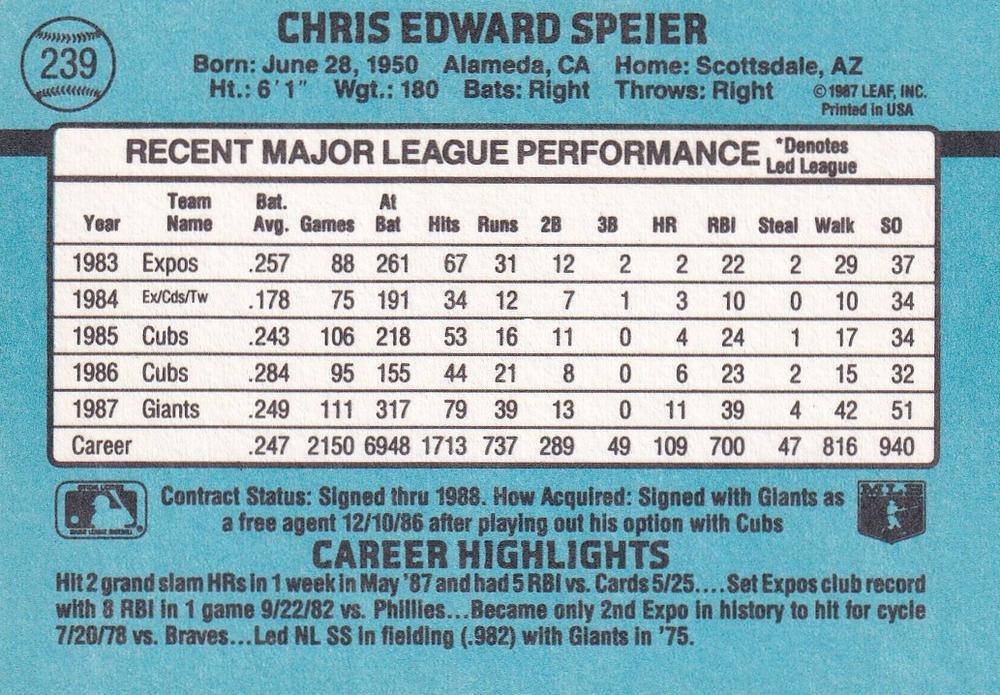 239
CHRIS EDWARD SPEIER
Born: June 28, 1950 Alameda, CA Home: Scottsdale, AZ
Ht.: 6'1" Wgt.: 180 Bats: Right Throws: Right ©1987 LEAF, INC.
Printed in USA
RECENT MAJOR LEAGUE PERFORMANCE *Denotes Led League
Year Team Name Bat. Avg. Games At Bat Hits Runs 2B 3B HR RBI Steal Walk SO
1983 Expos .257 88 261 67 31 12 2 2 22 2 29 37
1984 Ex/Cds/Tw .178 75 191 34 12 7 1 3 10 0 10 34
1985 Cubs .243 106 218 53 16 11 0 4 24 1 17 34
1986 Cubs .284 95 155 44 21 8 0 6 23 2 15 32
1987 Giants .249 111 317 79 39 13 0 11 39 4 42 51
Career .247 2150 6948 1713 737 289 49 109 700 47 816 940
Contract Status: Signed thru 1988. How Acquired: Signed with Giants as
a free agent 12/10/86 after playing out his option with Cubs
CAREER HIGHLIGHTS
Hit 2 grand slam HRs in 1 week in May '87 and had 5 RBI vs. Cards 5/25....Set Expos club record
with 8 RBI in 1 game 9/22/82 vs. Phillies...Became only 2nd Expo in history to hit for cycle
7/20/78 vs. Braves...Led NL SS in fielding (.982) with Giants in '75.